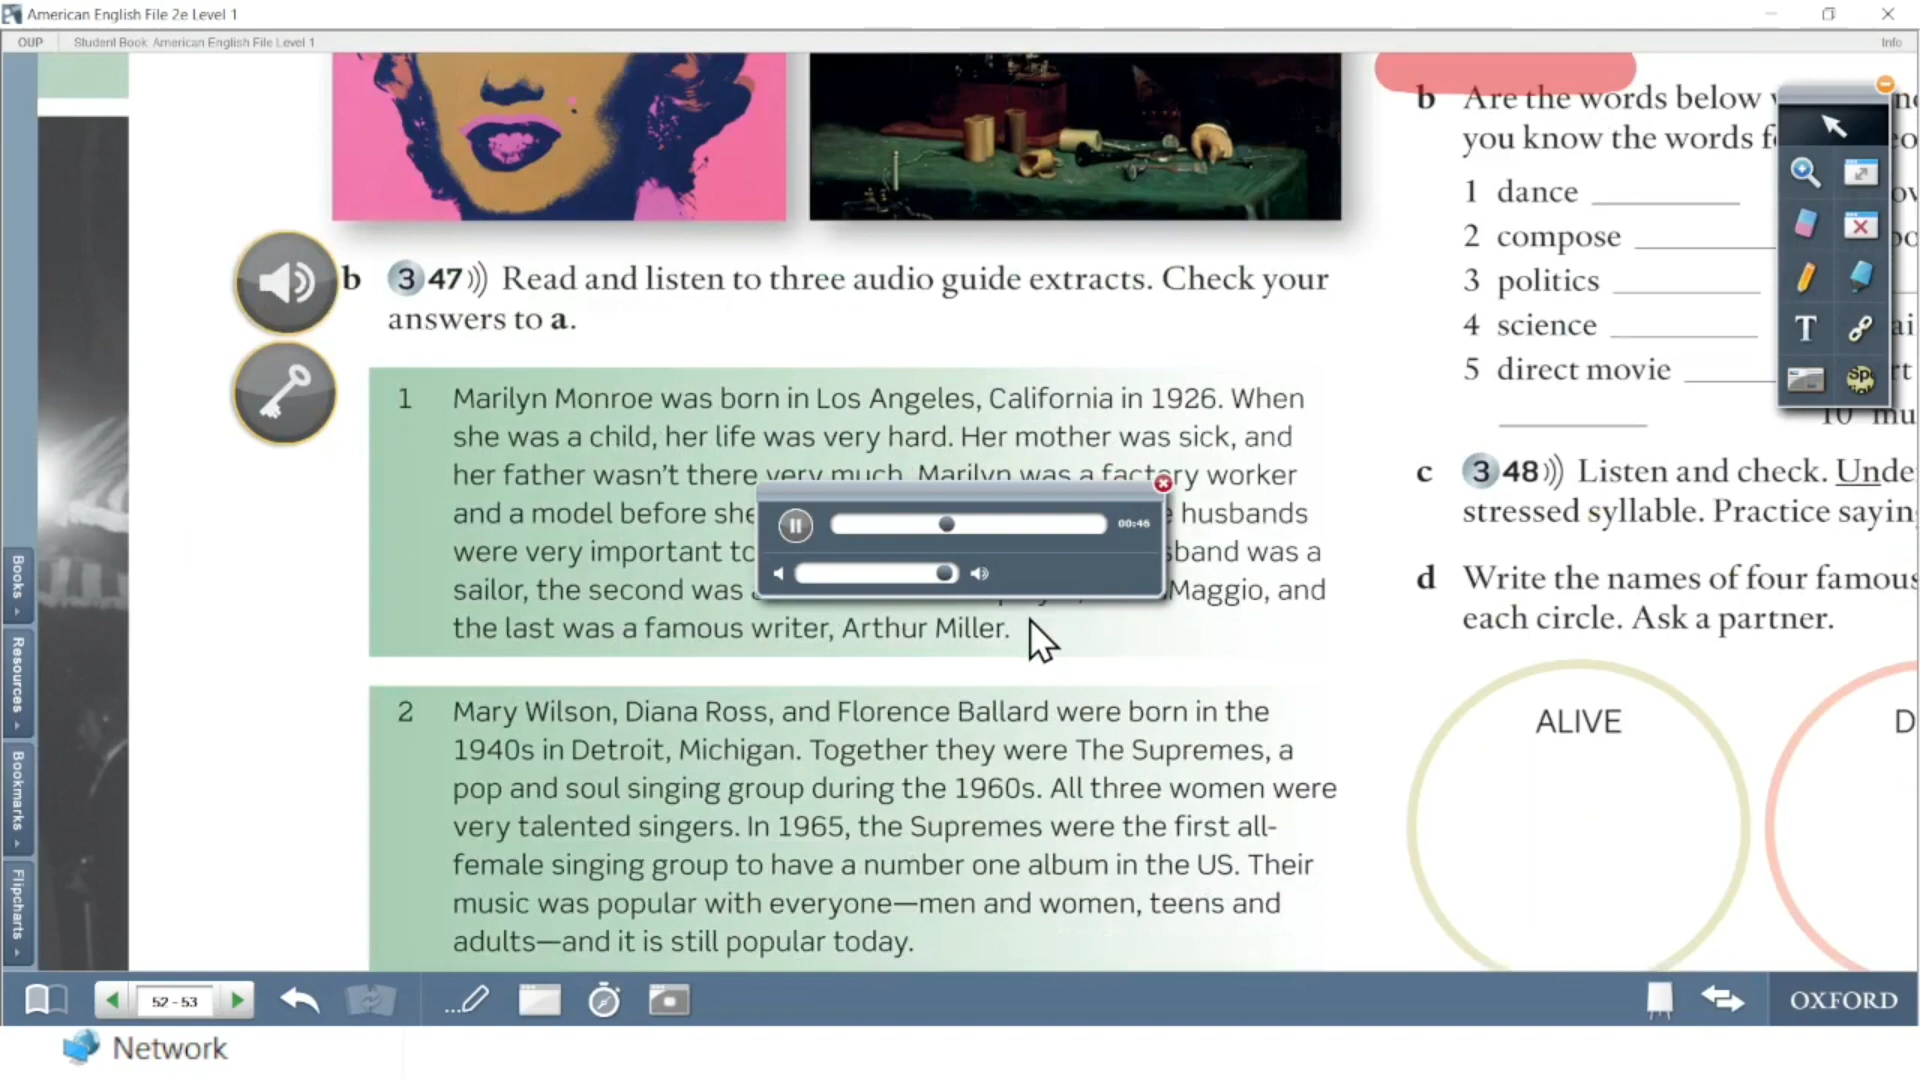 American English File 2e Level 1
OUP Student Book: American English File Level 1 Info
b 3 47 Read and listen to three audio guide extracts. Check your
answers to a.
1 Marilyn Monroe was born in Los Angeles, California in 1926. When
she was a child, her life was very hard. Her mother was sick, and
her father wasn't there very much. Marilyn was a factory worker
and a model before she husbands
were very important to sband was a
sailor, the second was Maggio, and
the last was a famous writer, Arthur Miller.
00:46
2 Mary Wilson, Diana Ross, and Florence Ballard were born in the
1940s in Detroit, Michigan. Together they were The Supremes, a
pop and soul singing group during the 1960s. All three women were
very talented singers. In 1965, the Supremes were the first all-
female singing group to have a number one album in the US. Their
music was popular with everyone—men and women, teens and
adults—and it is still popular today.
b Are the words below
you know the words
1 dance
2 compose
3 politics
4 science
5 direct movie
10 mu
c 3 48 Listen and check. Unde
stressed syllable. Practice sayin
d Write the names of four famous
each circle. Ask a partner.
ALIVE
D
T
Books
Resources
Bookmarks
Flipcharts
52 - 53
OXFORD
Network